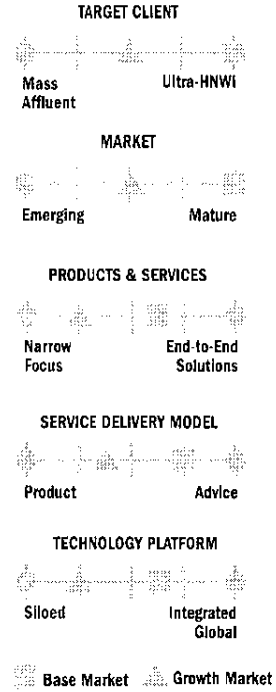 TARGET CLIENT
Mass
Affluent
Ultra-HNWI
MARKET
Emerging
Mature
PRODUCTS & SERVICES
Narrow
Focus
End-to-End
Solutions
SERVICE DELIVERY MODEL
Product
Advice
TECHNOLOGY PLATFORM
Siloed
Integrated
Global
Base Market
Growth Market